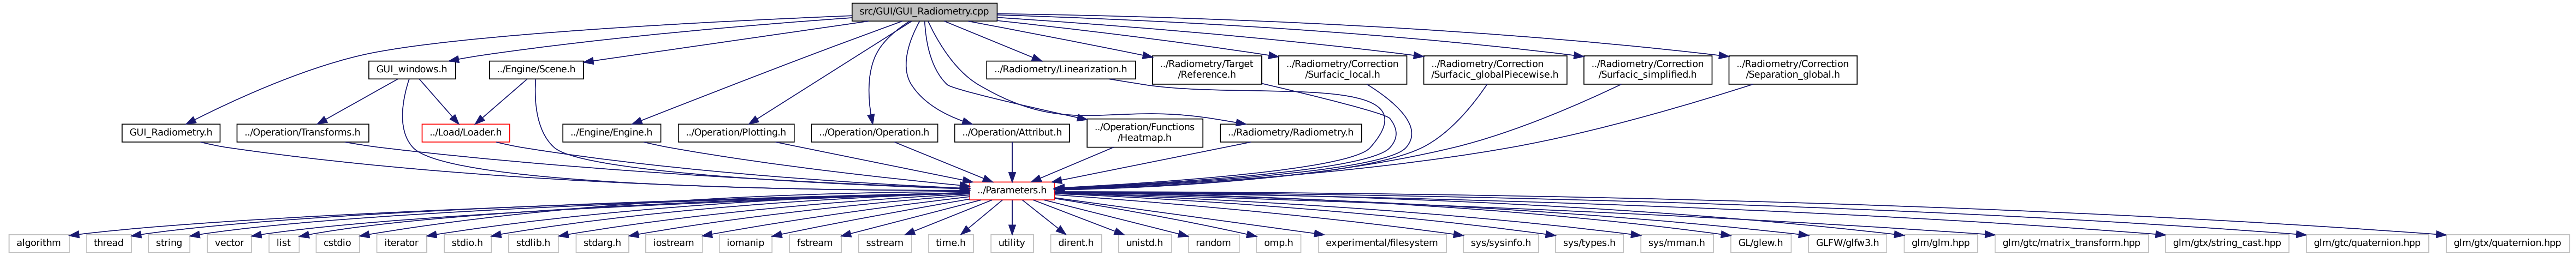 src/GUI/GUI_Radiometry.cpp
GUI_windows.h
../Engine/Scene.h
../Radiometry/Linearization.h
../Radiometry/Target
/Reference.h
../Radiometry/Correction
/Surfacic_local.h
../Radiometry/Correction
/Surfacic_globalPiecewise.h
../Radiometry/Correction
/Surfacic_simplified.h
../Radiometry/Correction
/Separation_global.h
GUI_Radiometry.h
../Operation/Transforms.h
../Load/Loader.h
../Engine/Engine.h
../Operation/Plotting.h
../Operation/Operation.h
../Operation/Attribut.h
../Operation/Functions
/Heatmap.h
../Radiometry/Radiometry.h
../Parameters.h
algorithm
thread
string
vector
list
cstdio
iterator
stdio.h
stdlib.h
stdarg.h
iostream
iomanip
fstream
sstream
time.h
utility
dirent.h
unistd.h
random
omp.h
experimental/filesystem
sys/sysinfo.h
sys/types.h
sys/mman.h
GL/glew.h
GLFW/glfw3.h
glm/glm.hpp
glm/gtc/matrix_transform.hpp
glm/gtx/string_cast.hpp
glm/gtc/quaternion.hpp
glm/gtx/quaternion.hpp